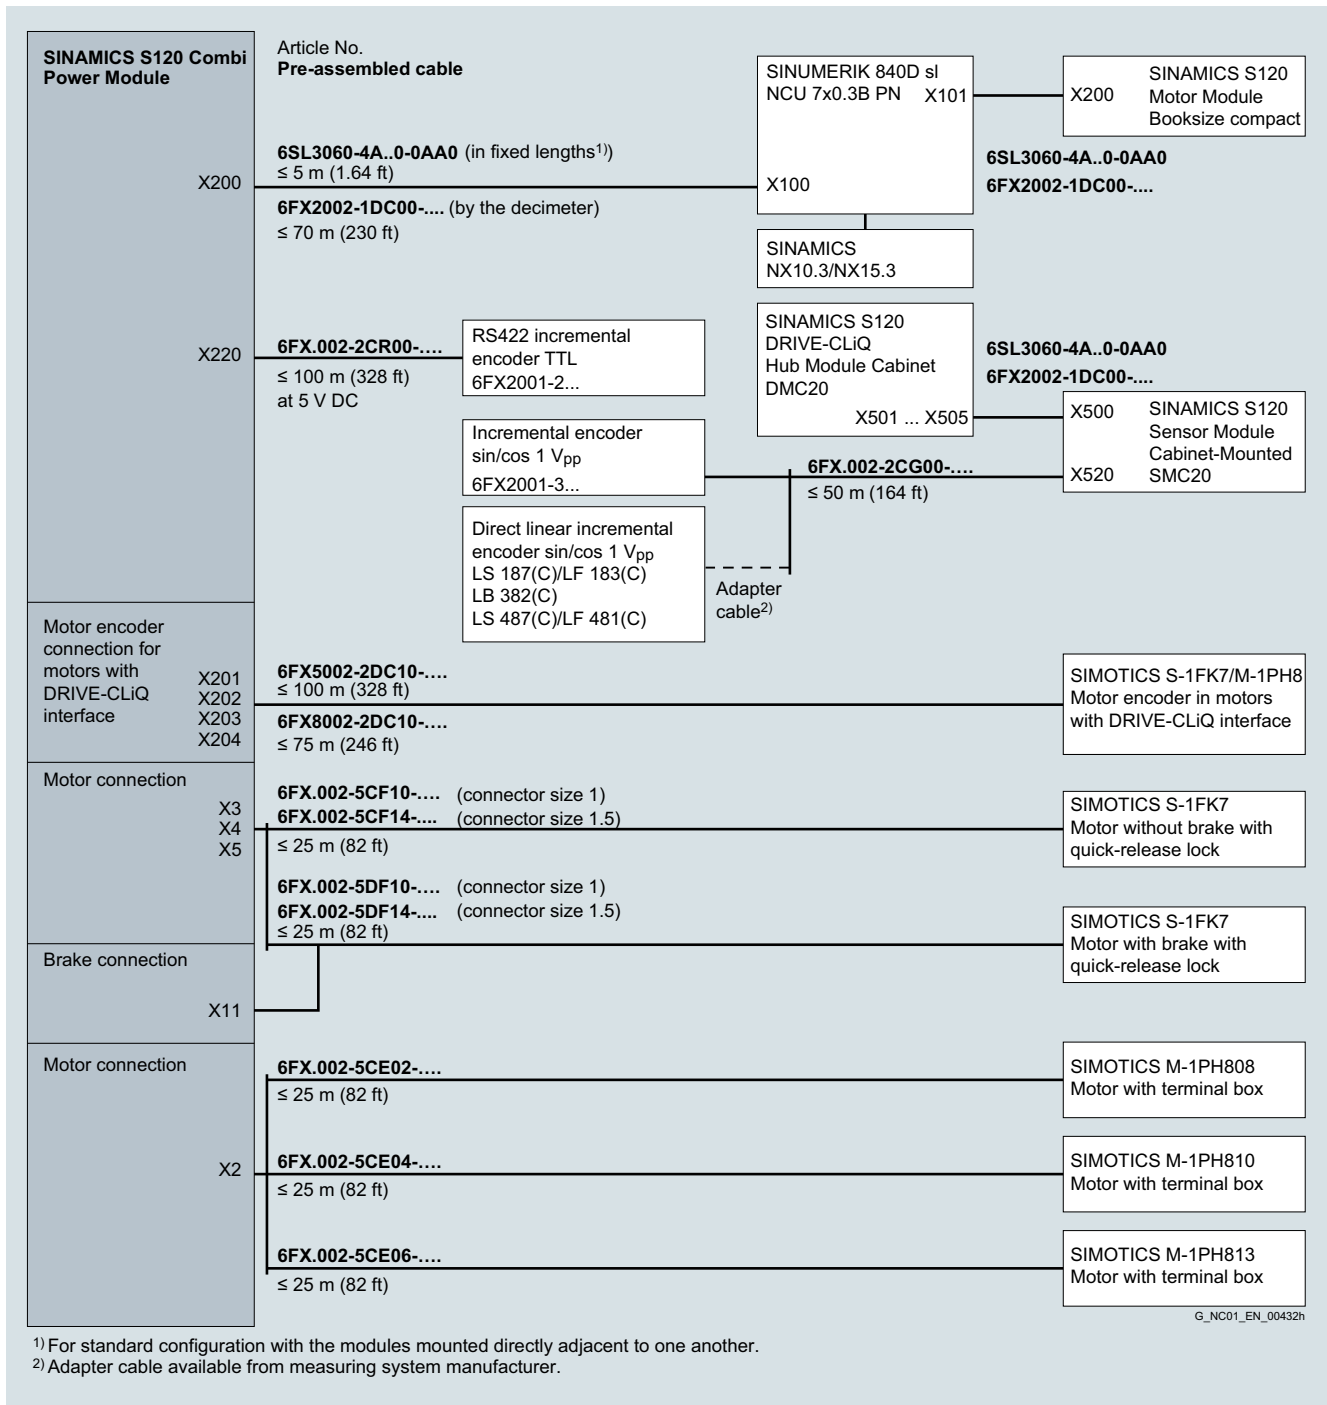 SINAMICS S120 Combi
Power Module
Article No.
Pre-assembled cable
SINUMERIK 840D sl
NCU 7x0.3B PN X101
X100
X200 SINAMICS S120
Motor Module
Booksize compact
X200
6SL3060-4A..0-0AA0 (in fixed lengths1))
≤ 5 m (1.64 ft)
6FX2002-1DC00-.... (by the decimeter)
≤ 70 m (230 ft)
6SL3060-4A..0-0AA0
6FX2002-1DC00-....
SINAMICS
NX10.3/NX15.3
X220
6FX.002-2CR00-....
≤ 100 m (328 ft)
at 5 V DC
RS422 incremental
encoder TTL
6FX2001-2...
SINAMICS S120
DRIVE-CLiQ
Hub Module Cabinet
DMC20
X501 ... X505
6SL3060-4A..0-0AA0
6FX2002-1DC00-....
X500 SINAMICS S120
Sensor Module
Cabinet-Mounted
X520 SMC20
Incremental encoder
sin/cos 1 Vpp
6FX2001-3...
6FX.002-2CG00-....
≤ 50 m (164 ft)
Direct linear incremental
encoder sin/cos 1 Vpp
LS 187(C)/LF 183(C)
LB 382(C)
LS 487(C)/LF 481(C)
Adapter
cable2)
Motor encoder
connection for
motors with
DRIVE-CLiQ
interface
X201
X202
X203
X204
6FX5002-2DC10-....
≤ 100 m (328 ft)
6FX8002-2DC10-....
≤ 75 m (246 ft)
SIMOTICS S-1FK7/M-1PH8
Motor encoder in motors
with DRIVE-CLiQ interface
Motor connection
X3
X4
X5
6FX.002-5CF10-.... (connector size 1)
6FX.002-5CF14-.... (connector size 1.5)
≤ 25 m (82 ft)
SIMOTICS S-1FK7
Motor without brake with
quick-release lock
6FX.002-5DF10-.... (connector size 1)
6FX.002-5DF14-.... (connector size 1.5)
≤ 25 m (82 ft)
SIMOTICS S-1FK7
Motor with brake with
quick-release lock
Brake connection
X11
Motor connection
X2
6FX.002-5CE02-....
≤ 25 m (82 ft)
SIMOTICS M-1PH808
Motor with terminal box
6FX.002-5CE04-....
≤ 25 m (82 ft)
SIMOTICS M-1PH810
Motor with terminal box
6FX.002-5CE06-....
≤ 25 m (82 ft)
SIMOTICS M-1PH813
Motor with terminal box
G_NC01_EN_00432h
1) For standard configuration with the modules mounted directly adjacent to one another.
2) Adapter cable available from measuring system manufacturer.